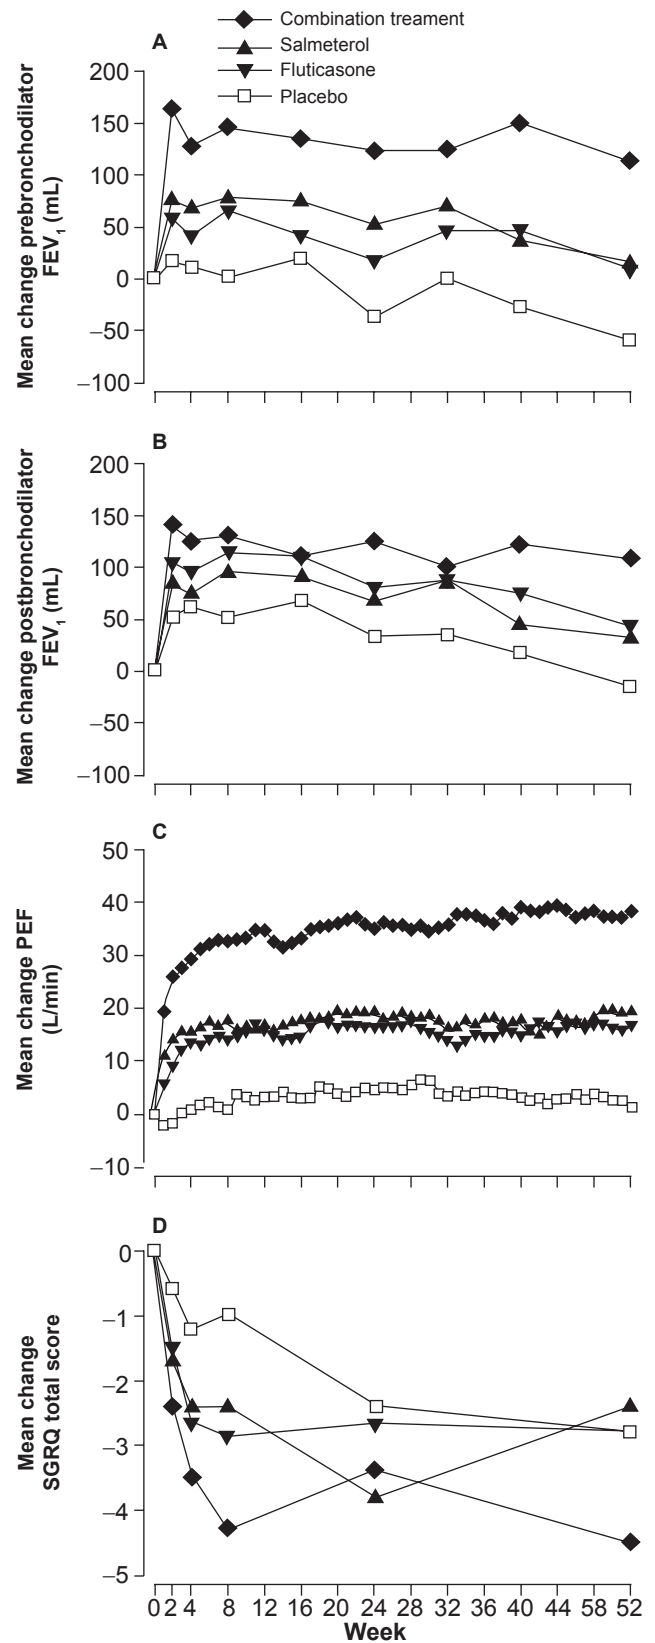 Combination treament
Salmeterol
Fluticasone
Placebo
A
Mean change prebronchodilator
FEV₁ (mL)
200
150
100
50
0
−50
−100
B
Mean change postbronchodilator
FEV₁ (mL)
200
150
100
50
0
−50
−100
C
Mean change PEF
(L/min)
50
40
30
20
10
0
−10
D
Mean change
SGRQ total score
0
−1
−2
−3
−4
−5
0 2 4 8 12 16 20 24 28 32 36 40 44 58 52
Week